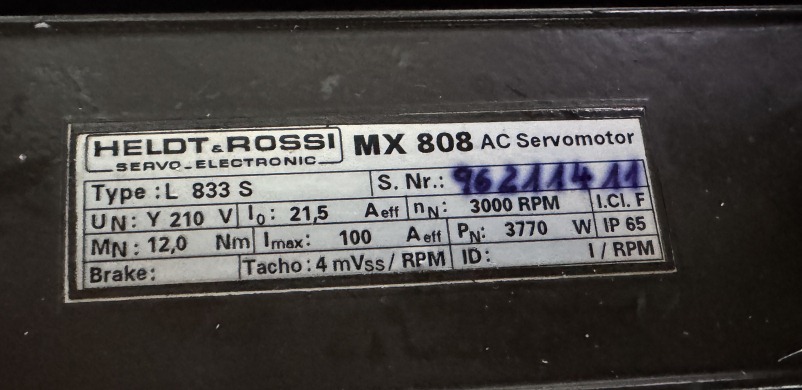 HELDT & ROSSI MX 808 AC Servomotor
SERVO-ELECTRONIC
Type : L 833 S S. Nr.: 96211411
UN: Y 210 V I0: 21,5 Aeff nN: 3000 RPM I.Cl. F
MN: 12,0 Nm Imax: 100 Aeff PN: 3770 W IP 65
Brake: Tacho: 4 mVss / RPM ID: I / RPM